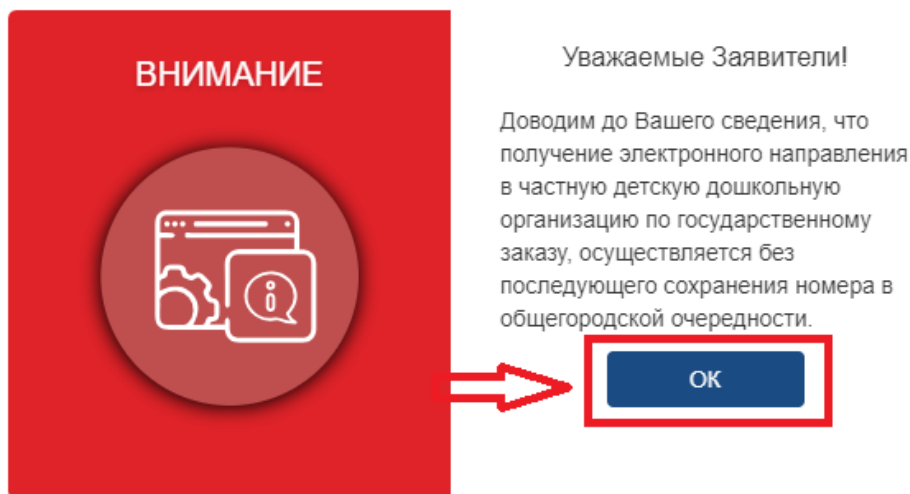 ВНИМАНИЕ
Уважаемые Заявители!
Доводим до Вашего сведения, что
получение электронного направления
в частную детскую дошкольную
организацию по государственному
заказу, осуществляется без
последующего сохранения номера в
общегородской очередности.
ОК